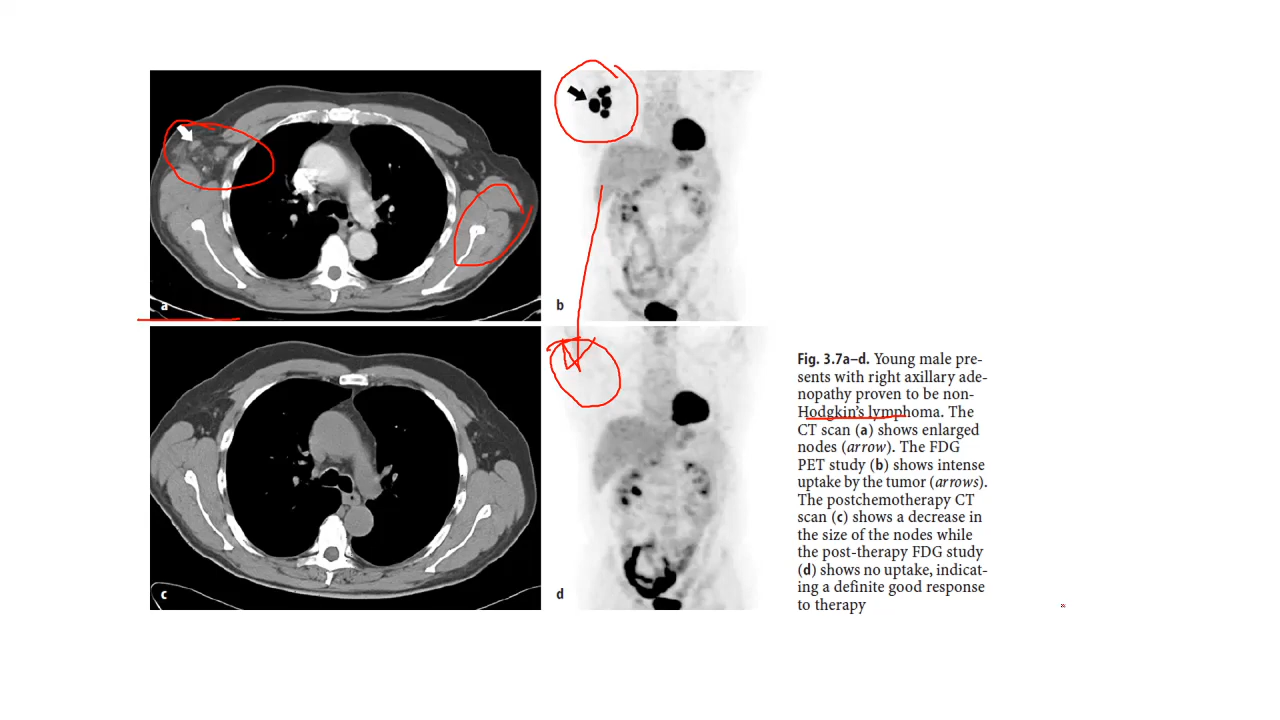 a
b
c
d
Fig. 3.7a–d. Young male pre-
sents with right axillary ade-
nopathy proven to be non-
Hodgkin's lymphoma. The
CT scan (a) shows enlarged
nodes (arrow). The FDG
PET study (b) shows intense
uptake by the tumor (arrows).
The postchemotherapy CT
scan (c) shows a decrease in
the size of the nodes while
the post-therapy FDG study
(d) shows no uptake, indicat-
ing a definite good response
to therapy